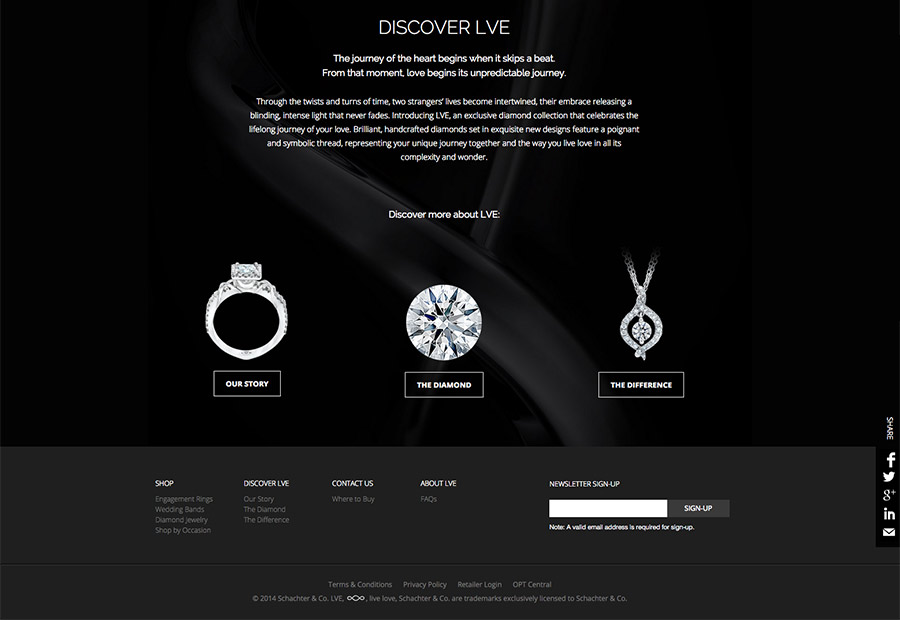 DISCOVER LVE
The journey of the heart begins when it skips a beat.
From that moment, love begins its unpredictable journey.
Through the twists and turns of time, two strangers' lives become intertwined, their embrace releasing a
blinding, intense light that never fades. Introducing LVE, an exclusive diamond collection that celebrates the
lifelong journey of your love. Brilliant, handcrafted diamonds set in exquisite new designs feature a poignant
and symbolic thread, representing your unique journey together and the way you live love in all its
complexity and wonder.
Discover more about LVE:
OUR STORY
THE DIAMOND
THE DIFFERENCE
SHARE
SHOP
Engagement Rings
Wedding Bands
Diamond Jewelry
Shop by Occasion
DISCOVER LVE
Our Story
The Diamond
The Difference
CONTACT US
Where to Buy
ABOUT LVE
FAQs
NEWSLETTER SIGN-UP
SIGN-UP
Note: A valid email address is required for sign-up.
Terms & Conditions Privacy Policy Retailer Login OPT Central
© 2014 Schachter & Co. LVE, , live love, Schachter & Co. are trademarks exclusively licensed to Schachter & Co.